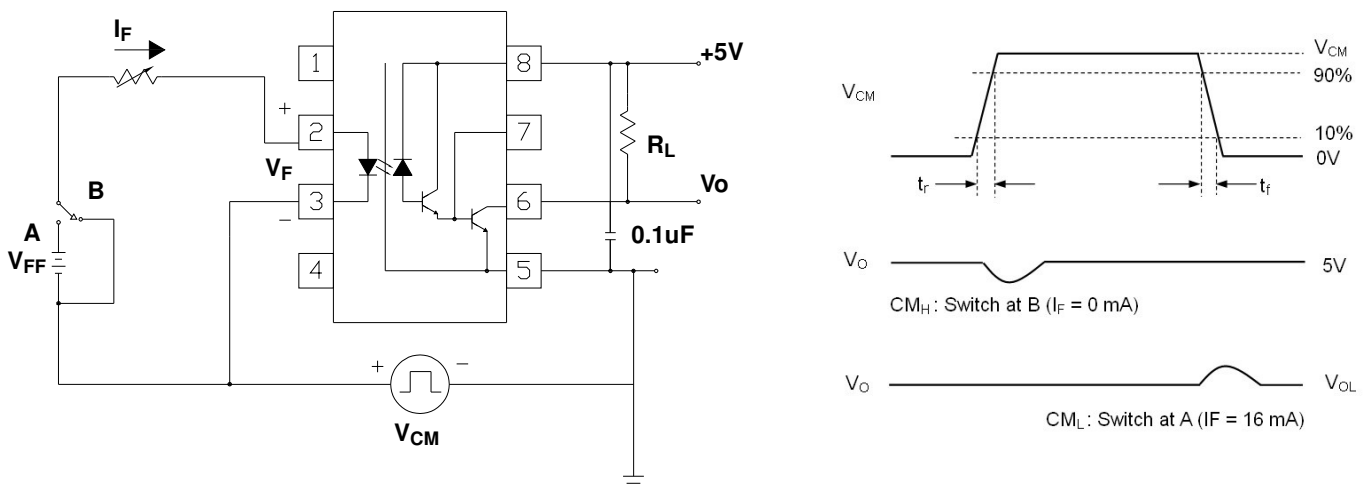 I_F
1
8
+5V
+
2
7
V_F
R_L
B
3
6
Vo
−
A
V_FF
0.1uF
4
5
+
−
V_CM
V_CM
V_CM
90%
10%
0V
t_r
t_f
V_O
5V
CM_H : Switch at B (I_F = 0 mA)
V_O
V_OL
CM_L: Switch at A (IF = 16 mA)